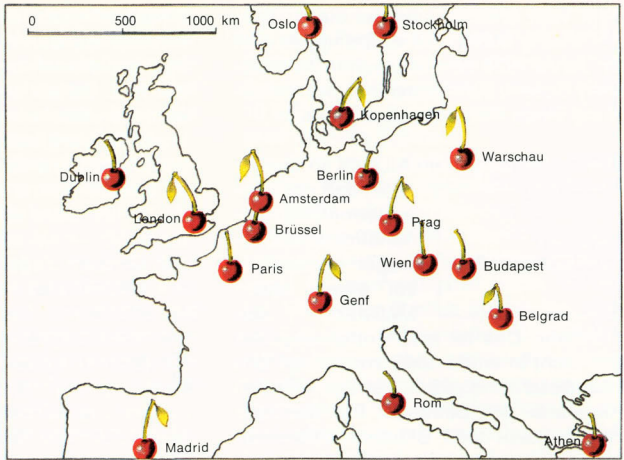 0 500 1000 km
Oslo
Stockholm
Kopenhagen
Dublin
Berlin
Warschau
Amsterdam
London
Brüssel
Prag
Paris
Wien
Budapest
Genf
Belgrad
Rom
Athen
Madrid